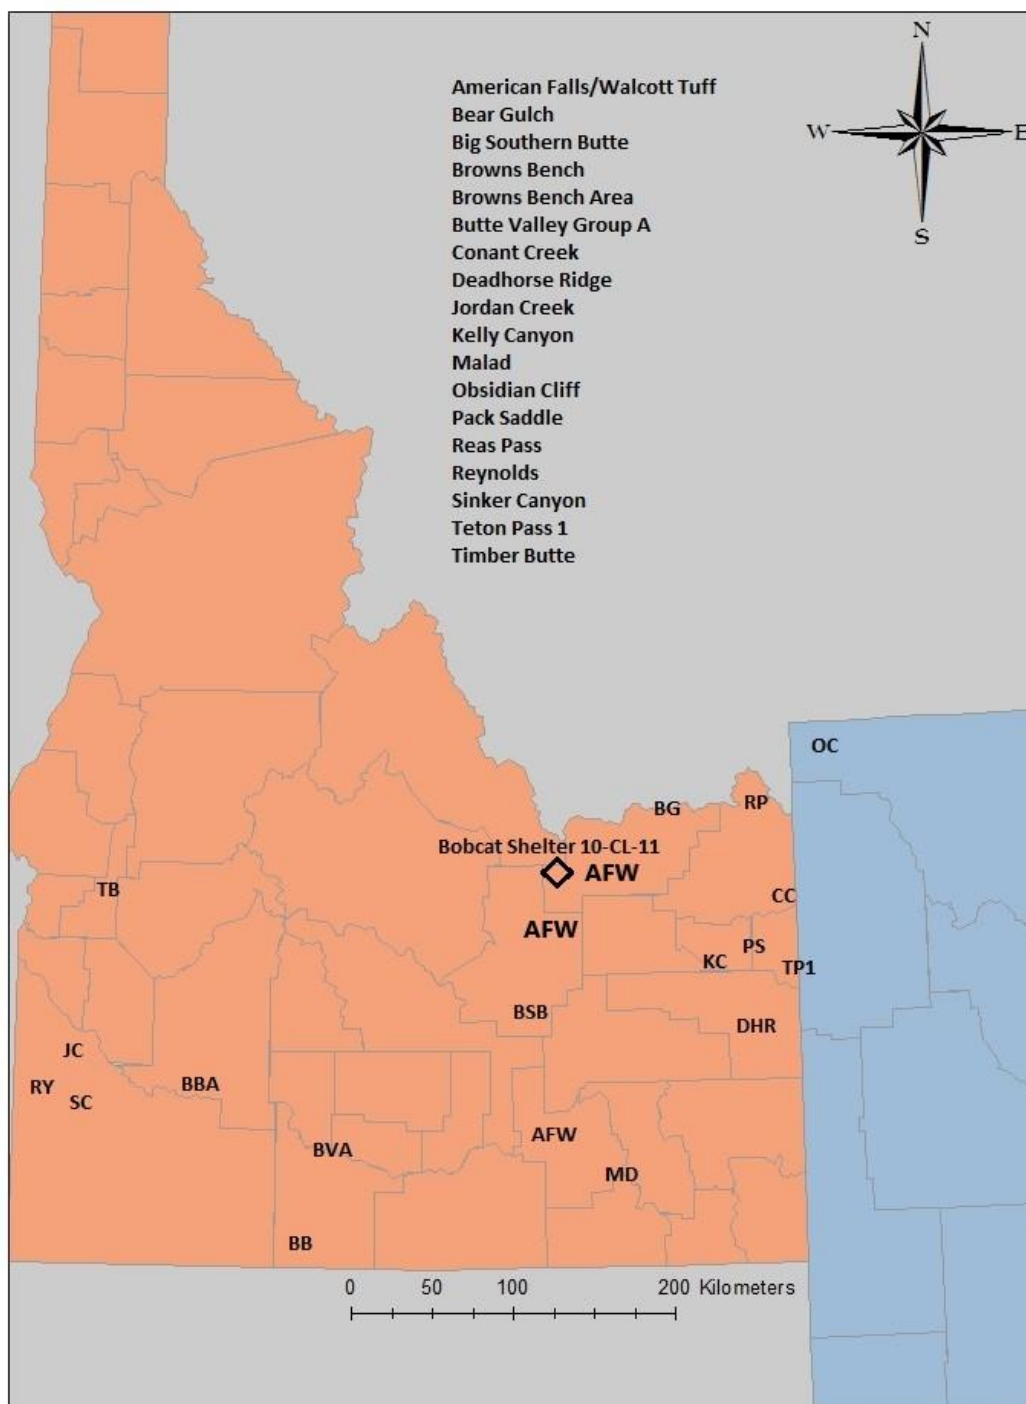 N
W E
S
American Falls/Walcott Tuff
Bear Gulch
Big Southern Butte
Browns Bench
Browns Bench Area
Butte Valley Group A
Conant Creek
Deadhorse Ridge
Jordan Creek
Kelly Canyon
Malad
Obsidian Cliff
Pack Saddle
Reas Pass
Reynolds
Sinker Canyon
Teton Pass 1
Timber Butte
OC
BG RP
Bobcat Shelter 10-CL-11
AFW
TB CC
AFW
PS
KC TP1
BSB DHR
JC
RY BBA
SC
AFW
BVA
MD
BB
0 50 100 200 Kilometers